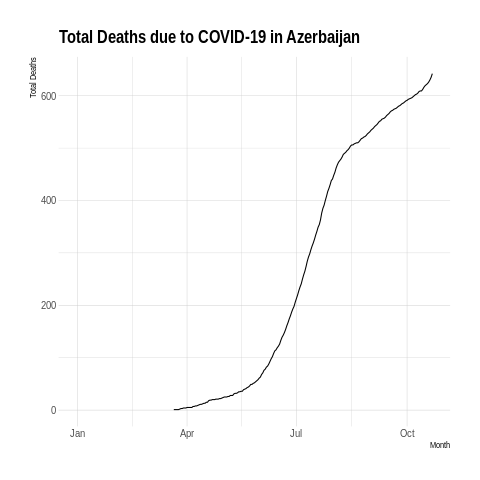 Total Deaths due to COVID-19 in Azerbaijan
Total Deaths
600
400
200
0
Jan Apr Jul Oct
Month